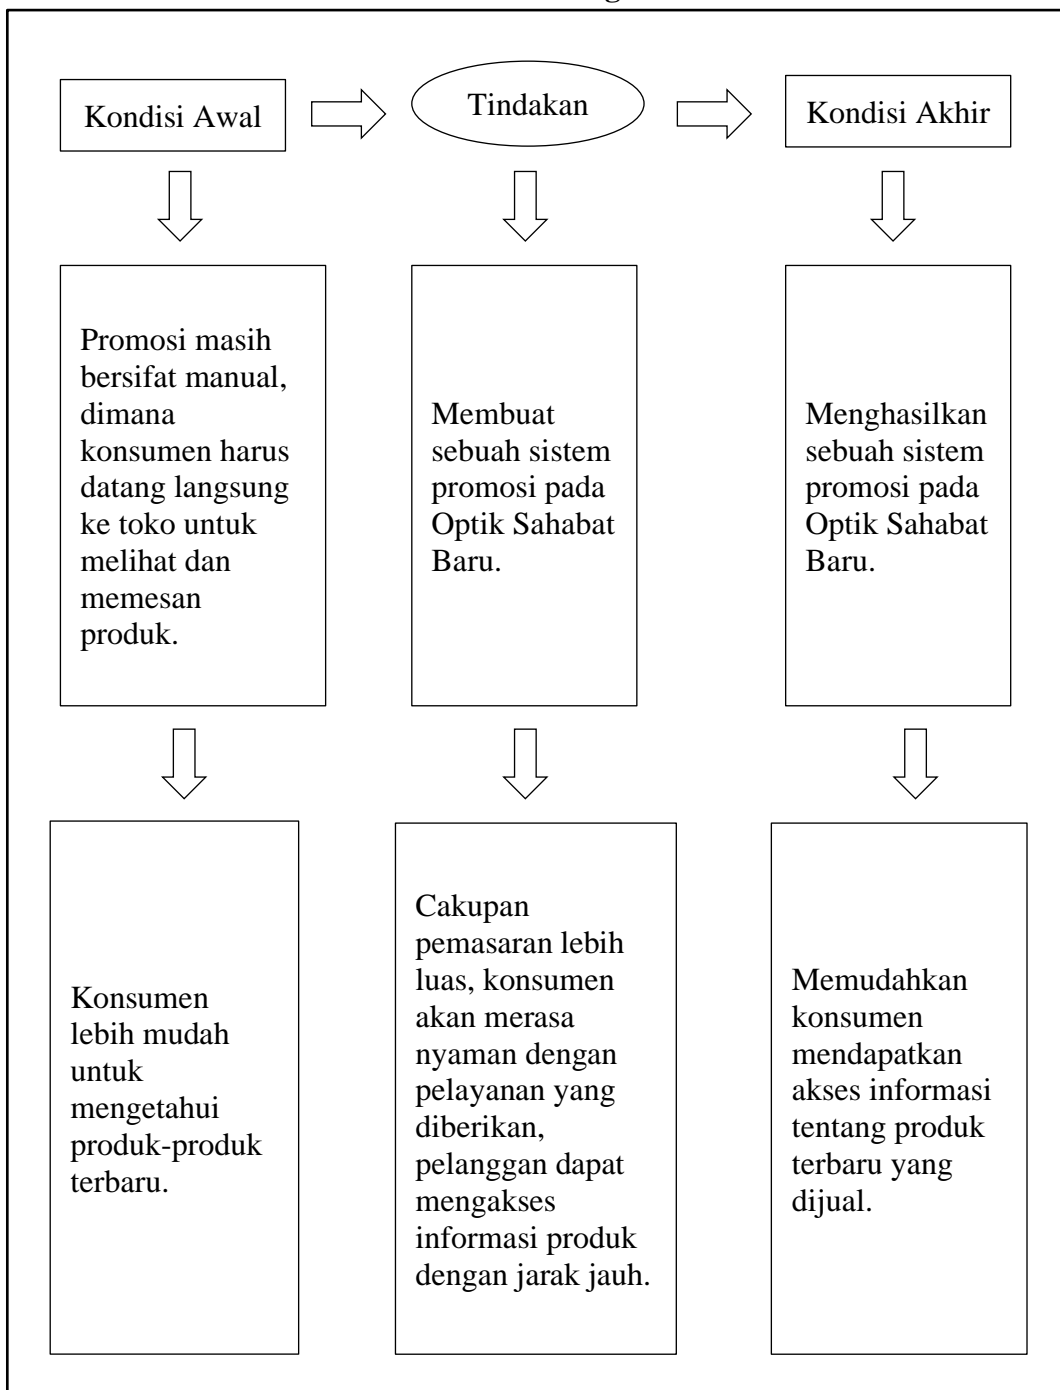 Kondisi Awal
Tindakan
Kondisi Akhir
Promosi masih
bersifat manual,
dimana
konsumen harus
datang langsung
ke toko untuk
melihat dan
memesan
produk.
Membuat
sebuah sistem
promosi pada
Optik Sahabat
Baru.
Menghasilkan
sebuah sistem
promosi pada
Optik Sahabat
Baru.
Konsumen
lebih mudah
untuk
mengetahui
produk-produk
terbaru.
Cakupan
pemasaran lebih
luas, konsumen
akan merasa
nyaman dengan
pelayanan yang
diberikan,
pelanggan dapat
mengakses
informasi produk
dengan jarak jauh.
Memudahkan
konsumen
mendapatkan
akses informasi
tentang produk
terbaru yang
dijual.